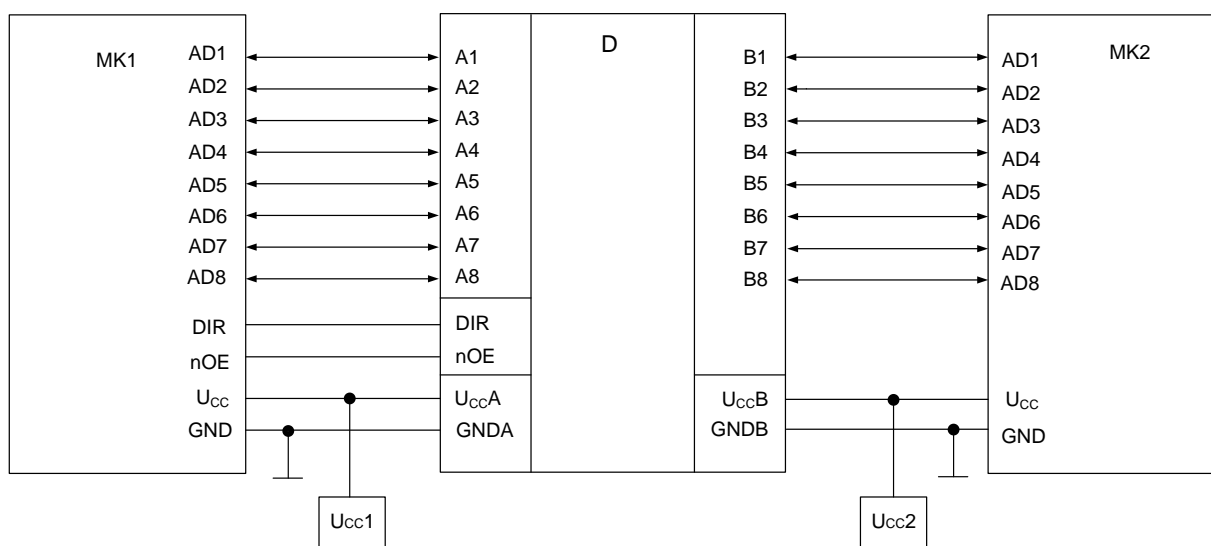 MK1
AD1
AD2
AD3
AD4
AD5
AD6
AD7
AD8
DIR
nOE
UCC
GND
D
A1
A2
A3
A4
A5
A6
A7
A8
DIR
nOE
UCCA
GNDA
B1
B2
B3
B4
B5
B6
B7
B8
UCCB
GNDB
MK2
AD1
AD2
AD3
AD4
AD5
AD6
AD7
AD8
UCC
GND
UCC1
UCC2